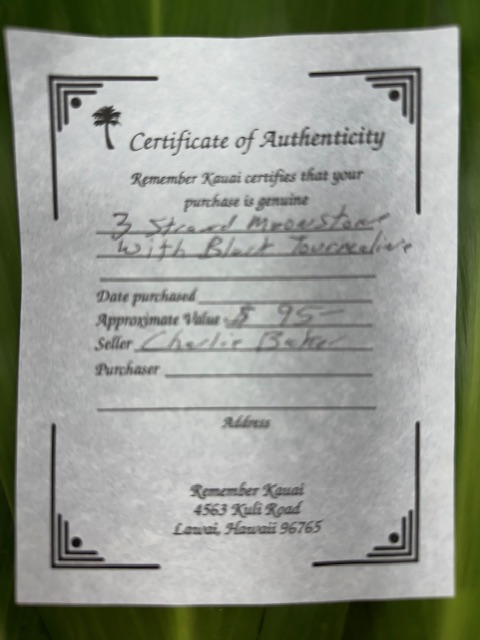 Certificate of Authenticity
Remember Kauai certifies that your
purchase is genuine
3 Strand Moonstone
With Black Tourmaline
Date purchased
Approximate Value $ 95-
Seller Charlie Baker
Purchaser
Address
Remember Kauai
4563 Kuli Road
Lawai, Hawaii 96765